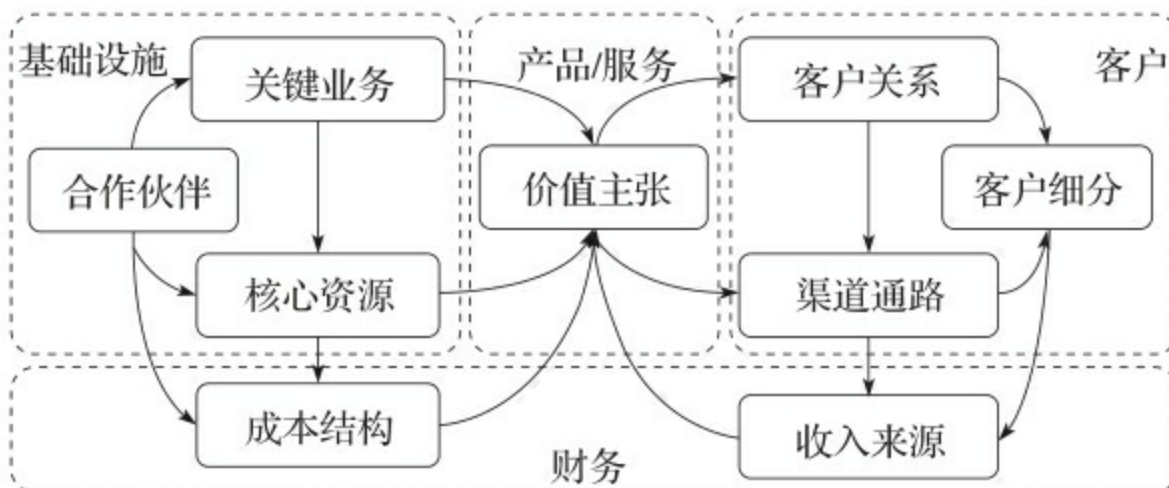 基础设施
关键业务
合作伙伴
核心资源
产品/服务
价值主张
客户
客户关系
客户细分
渠道通路
成本结构
收入来源
财务